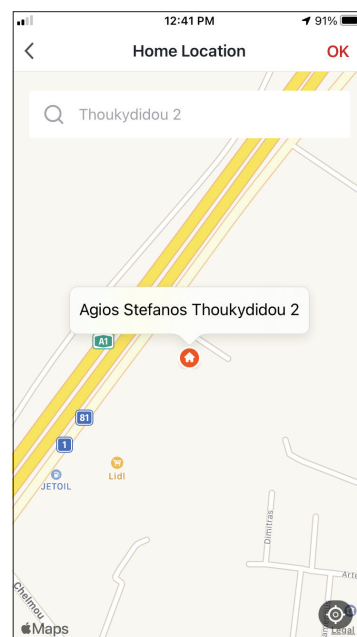 12:41 PM
91%
Home Location
OK
Thoukydidou 2
Agios Stefanos Thoukydidou 2
A1
81
1
Lidl
JETOIL
Dimitras
Arte
Chelmou
Maps
Legal